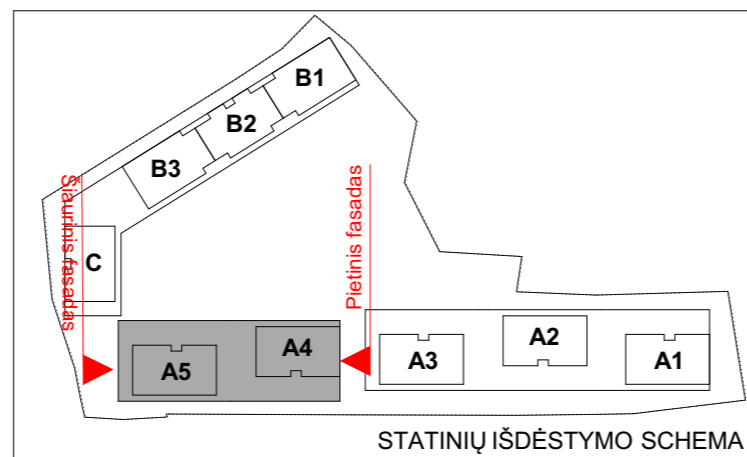 B1
B2
B3
Šiaurinis fasadas
Pietinis fasadas
C
A2
A4
A3
A1
A5
STATINIŲ IŠDĖSTYMO SCHEMA